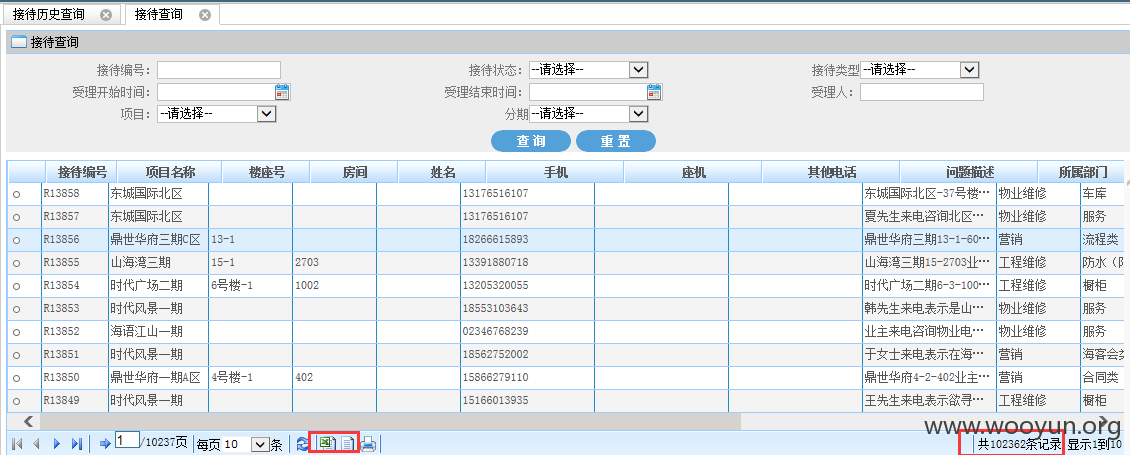 接待历史查询 接待查询
接待查询
接待编号： 接待状态： --请选择-- 接待类型 --请选择--
受理开始时间： 受理结束时间： 受理人：
项目： --请选择-- 分期 --请选择--
查 询 重 置
接待编号 项目名称 楼座号 房间 姓名 手机 座机 其他电话 问题描述 所属部门
R13858 东城国际北区 13176516107 东城国际北区-37号楼… 物业维修 车库
R13857 东城国际北区 13176516107 夏先生来电咨询北区… 物业维修 服务
R13856 鼎世华府三期C区 13-1 18266615893 鼎世华府三期13-1-60… 营销 流程类
R13855 山海湾三期 15-1 2703 13391880718 山海湾三期15-2703业… 工程维修 防水（防
R13854 时代广场二期 6号楼-1 1002 13205320055 时代广场二期6-3-100… 工程维修 橱柜
R13853 时代风景一期 18553103643 韩先生来电表示是山… 物业维修 服务
R13852 海语江山一期 02346768239 业主来电咨询物业电… 物业维修 服务
R13851 时代风景一期 18562752002 于女士来电表示在海… 营销 海客会类
R13850 鼎世华府一期A区 4号楼-1 402 15866279110 鼎世华府4-2-402业主… 营销 合同类
R13849 时代风景一期 15166013935 王先生来电表示欲寻… 工程维修 橱柜
www.wooyun.org
1 /10237页 每页 10 条 共102362条记录 显示1到10